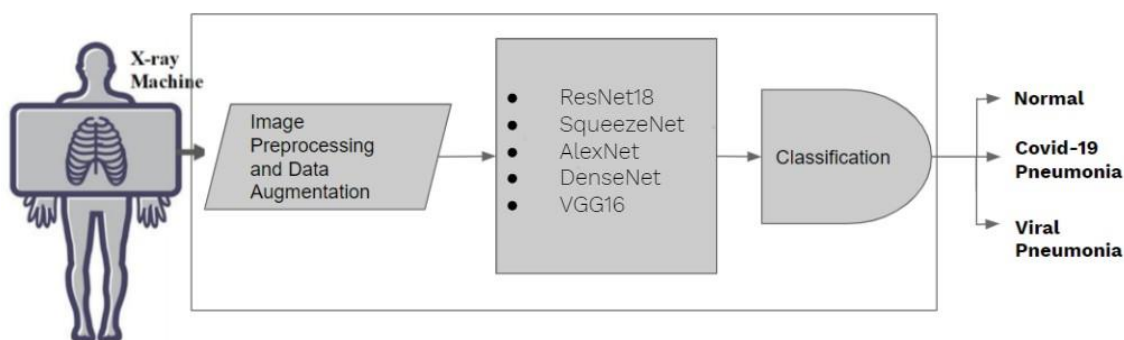 X-ray
Machine
Image
Preprocessing
and Data
Augmentation
● ResNet18
● SqueezeNet
● AlexNet
● DenseNet
● VGG16
Classification
Normal
Covid-19
Pneumonia
Viral
Pneumonia